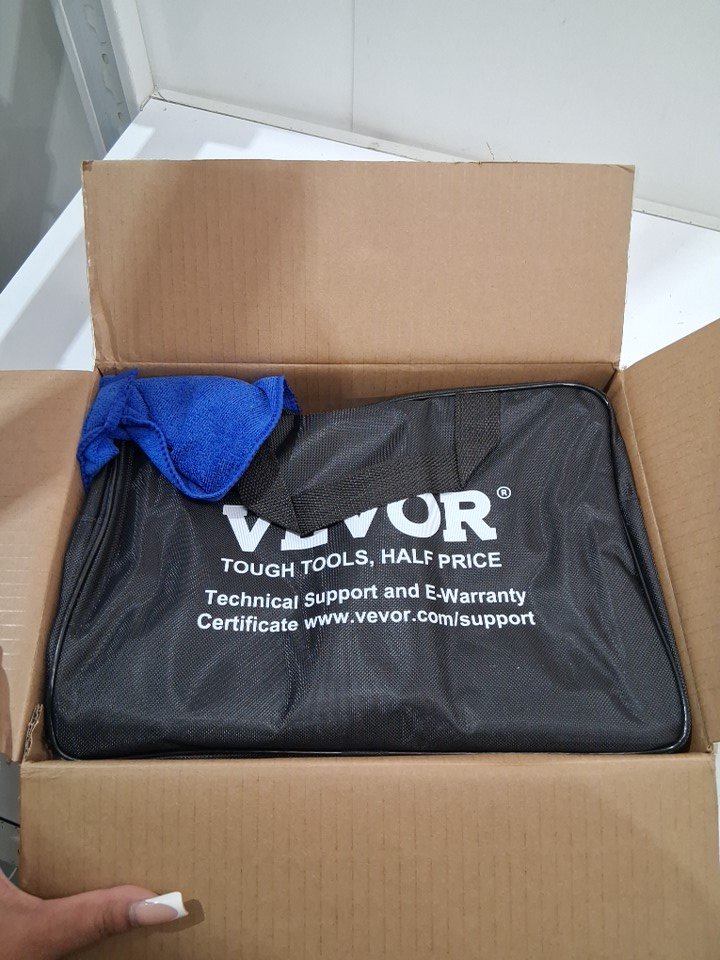 VEVOR®
TOUGH TOOLS, HALF PRICE
Technical Support and E-Warranty
Certificate www.vevor.com/support